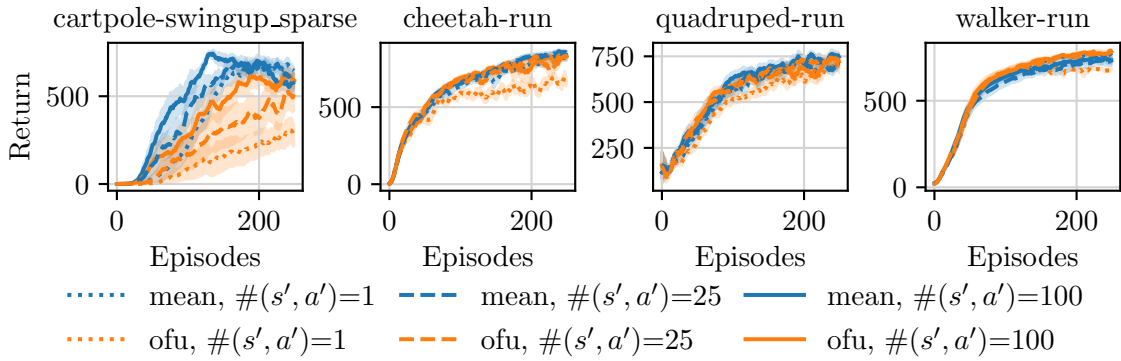 cartpole-swingup_sparse cheetah-run quadruped-run walker-run
Return
500
0
0 200
Episodes
500
0
0 200
Episodes
750
500
250
0 200
Episodes
500
0
0 200
Episodes
mean, #(s′, a′)=1 mean, #(s′, a′)=25 mean, #(s′, a′)=100
ofu, #(s′, a′)=1 ofu, #(s′, a′)=25 ofu, #(s′, a′)=100